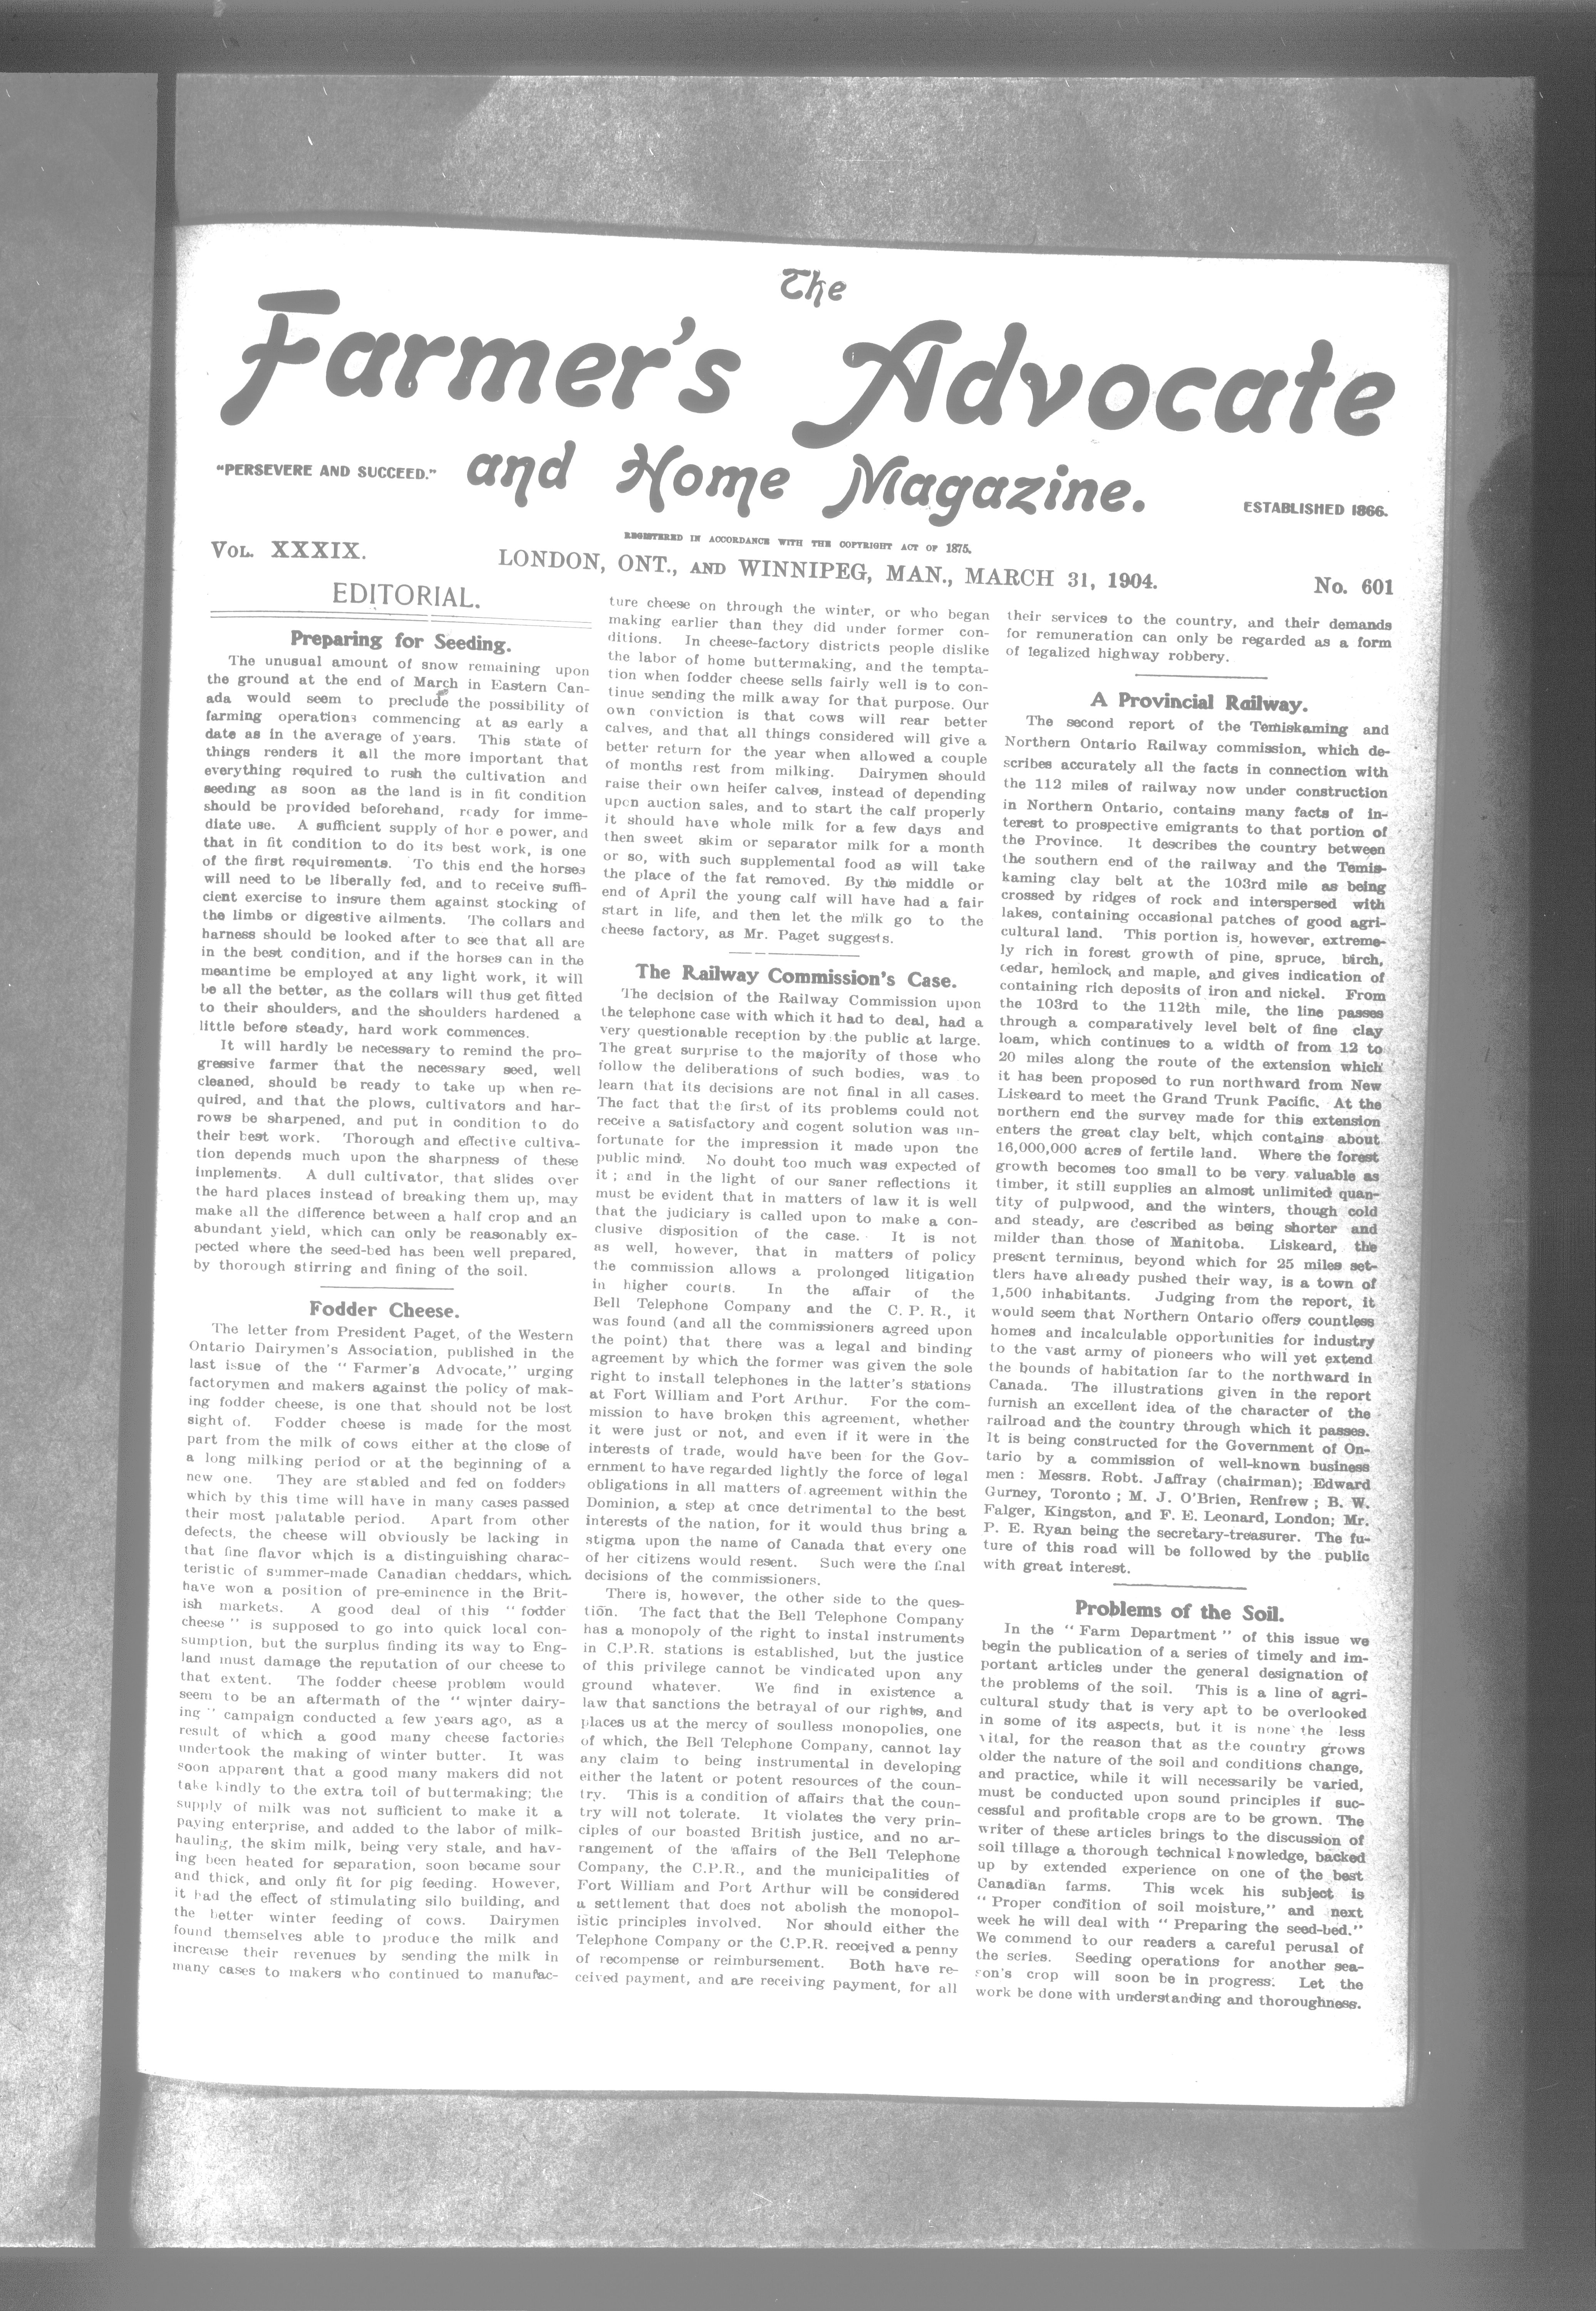 The
Farmer's Advocate
"PERSEVERE AND SUCCEED."
and Home Magazine.
ESTABLISHED 1866.
REGISTERED IN ACCORDANCE WITH THE COPYRIGHT ACT OF 1875.
VOL. XXXIX.
LONDON, ONT., AND WINNIPEG, MAN., MARCH 31, 1904.
No. 601
EDITORIAL.
Preparing for Seeding.
The unusual amount of snow remaining upon
the ground at the end of March in Eastern Can-
ada would seem to preclude the possibility of
farming operations commencing at as early a
date as in the average of years. This state of
things renders it all the more important that
everything required to rush the cultivation and
seeding as soon as the land is in fit condition
should be provided beforehand, ready for imme-
diate use. A sufficient supply of hor e power, and
that in fit condition to do its best work, is one
of the first requirements. To this end the horses
will need to be liberally fed, and to receive suffi-
cient exercise to insure them against stocking of
the limbs or digestive ailments. The collars and
harness should be looked after to see that all are
in the best condition, and if the horses can in the
meantime be employed at any light work, it will
be all the better, as the collars will thus get fitted
to their shoulders, and the shoulders hardened a
little before steady, hard work commences.
It will hardly be necessary to remind the pro-
gressive farmer that the necessary seed, well
cleaned, should be ready to take up when re-
quired, and that the plows, cultivators and har-
rows be sharpened, and put in condition to do
their best work. Thorough and effective cultiva-
tion depends much upon the sharpness of these
implements. A dull cultivator, that slides over
the hard places instead of breaking them up, may
make all the difference between a half crop and an
abundant yield, which can only be reasonably ex-
pected where the seed-bed has been well prepared,
by thorough stirring and fining of the soil.
Fodder Cheese.
The letter from President Paget, of the Western
Ontario Dairymen's Association, published in the
last issue of the " Farmer's Advocate," urging
factorymen and makers against the policy of mak-
ing fodder cheese, is one that should not be lost
sight of. Fodder cheese is made for the most
part from the milk of cows either at the close of
a long milking period or at the beginning of a
new one. They are stabled and fed on fodders
which by this time will have in many cases passed
their most palatable period. Apart from other
defects, the cheese will obviously be lacking in
that fine flavor which is a distinguishing charac-
teristic of summer-made Canadian cheddars, which
have won a position of pre-eminence in the Brit-
ish markets. A good deal of this " fodder
cheese " is supposed to go into quick local con-
sumption, but the surplus finding its way to Eng-
land must damage the reputation of our cheese to
that extent. The fodder cheese problem would
seem to be an aftermath of the " winter dairy-
ing " campaign conducted a few years ago, as a
result of which a good many cheese factories
undertook the making of winter butter. It was
soon apparent that a good many makers did not
take kindly to the extra toil of buttermaking; the
supply of milk was not sufficient to make it a
paying enterprise, and added to the labor of milk-
hauling, the skim milk, being very stale, and hav-
ing been heated for separation, soon became sour
and thick, and only fit for pig feeding. However,
it had the effect of stimulating silo building, and
the better winter feeding of cows. Dairymen
found themselves able to produce the milk and
increase their revenues by sending the milk in
many cases to makers who continued to manufac-
ture cheese on through the winter, or who began
making earlier than they did under former con-
ditions. In cheese-factory districts people dislike
the labor of home buttermaking, and the tempta-
tion when fodder cheese sells fairly well is to con-
tinue sending the milk away for that purpose. Our
own conviction is that cows will rear better
calves, and that all things considered will give a
better return for the year when allowed a couple
of months rest from milking. Dairymen should
raise their own heifer calves, instead of depending
upon auction sales, and to start the calf properly
it should have whole milk for a few days and
then sweet skim or separator milk for a month
or so, with such supplemental food as will take
the place of the fat removed. By the middle or
end of April the young calf will have had a fair
start in life, and then let the milk go to the
cheese factory, as Mr. Paget suggests.
The Railway Commission's Case.
The decision of the Railway Commission upon
the telephone case with which it had to deal, had a
very questionable reception by the public at large.
The great surprise to the majority of those who
follow the deliberations of such bodies, was to
learn that its decisions are not final in all cases.
The fact that the first of its problems could not
receive a satisfactory and cogent solution was un-
fortunate for the impression it made upon the
public mind. No doubt too much was expected of
it ; and in the light of our saner reflections it
must be evident that in matters of law it is well
that the judiciary is called upon to make a con-
clusive disposition of the case. It is not
as well, however, that in matters of policy
the commission allows a prolonged litigation
in higher courts. In the affair of the
Bell Telephone Company and the C. P. R., it
was found (and all the commissioners agreed upon
the point) that there was a legal and binding
agreement by which the former was given the sole
right to install telephones in the latter's stations
at Fort William and Port Arthur. For the com-
mission to have broken this agreement, whether
it were just or not, and even if it were in the
interests of trade, would have been for the Gov-
ernment to have regarded lightly the force of legal
obligations in all matters of agreement within the
Dominion, a step at once detrimental to the best
interests of the nation, for it would thus bring a
stigma upon the name of Canada that every one
of her citizens would resent. Such were the final
decisions of the commissioners.
There is, however, the other side to the ques-
tion. The fact that the Bell Telephone Company
has a monopoly of the right to instal instruments
in C.P.R. stations is established, but the justice
of this privilege cannot be vindicated upon any
ground whatever. We find in existence a
law that sanctions the betrayal of our rights, and
places us at the mercy of soulless monopolies, one
of which, the Bell Telephone Company, cannot lay
any claim to being instrumental in developing
either the latent or potent resources of the coun-
try. This is a condition of affairs that the coun-
try will not tolerate. It violates the very prin-
ciples of our boasted British justice, and no ar-
rangement of the affairs of the Bell Telephone
Company, the C.P.R., and the municipalities of
Fort William and Port Arthur will be considered
a settlement that does not abolish the monopol-
istic principles involved. Nor should either the
Telephone Company or the C.P.R. received a penny
of recompense or reimbursement. Both have re-
ceived payment, and are receiving payment, for all
their services to the country, and their demands
for remuneration can only be regarded as a form
of legalized highway robbery.
A Provincial Railway.
The second report of the Temiskaming and
Northern Ontario Railway commission, which de-
scribes accurately all the facts in connection with
the 112 miles of railway now under construction
in Northern Ontario, contains many facts of in-
terest to prospective emigrants to that portion of
the Province. It describes the country between
the southern end of the railway and the Temis-
kaming clay belt at the 103rd mile as being
crossed by ridges of rock and interspersed with
lakes, containing occasional patches of good agri-
cultural land. This portion is, however, extreme-
ly rich in forest growth of pine, spruce, birch,
cedar, hemlock and maple, and gives indication of
containing rich deposits of iron and nickel. From
the 103rd to the 112th mile, the line passes
through a comparatively level belt of fine clay
loam, which continues to a width of from 12 to
20 miles along the route of the extension which
it has been proposed to run northward from New
Liskeard to meet the Grand Trunk Pacific. At the
northern end the survey made for this extension
enters the great clay belt, which contains about
16,000,000 acres of fertile land. Where the forest
growth becomes too small to be very valuable as
timber, it still supplies an almost unlimited quan-
tity of pulpwood, and the winters, though cold
and steady, are described as being shorter and
milder than those of Manitoba. Liskeard, the
present terminus, beyond which for 25 miles set-
tlers have already pushed their way, is a town of
1,500 inhabitants. Judging from the report, it
would seem that Northern Ontario offers countless
homes and incalculable opportunities for industry
to the vast army of pioneers who will yet extend
the bounds of habitation far to the northward in
Canada. The illustrations given in the report
furnish an excellent idea of the character of the
railroad and the country through which it passes.
It is being constructed for the Government of On-
tario by a commission of well-known business
men : Messrs. Robt. Jaffray (chairman); Edward
Gurney, Toronto ; M. J. O'Brien, Renfrew ; B. W.
Falger, Kingston, and F. E. Leonard, London; Mr.
P. E. Ryan being the secretary-treasurer. The fu-
ture of this road will be followed by the public
with great interest.
Problems of the Soil.
In the " Farm Department " of this issue we
begin the publication of a series of timely and im-
portant articles under the general designation of
the problems of the soil. This is a line of agri-
cultural study that is very apt to be overlooked
in some of its aspects, but it is none the less
vital, for the reason that as the country grows
older the nature of the soil and conditions change,
and practice, while it will necessarily be varied,
must be conducted upon sound principles if suc-
cessful and profitable crops are to be grown. The
writer of these articles brings to the discussion of
soil tillage a thorough technical knowledge, backed
up by extended experience on one of the best
Canadian farms. This week his subject is
" Proper condition of soil moisture," and next
week he will deal with " Preparing the seed-bed."
We commend to our readers a careful perusal of
the series. Seeding operations for another sea-
son's crop will soon be in progress. Let the
work be done with understanding and thoroughness.